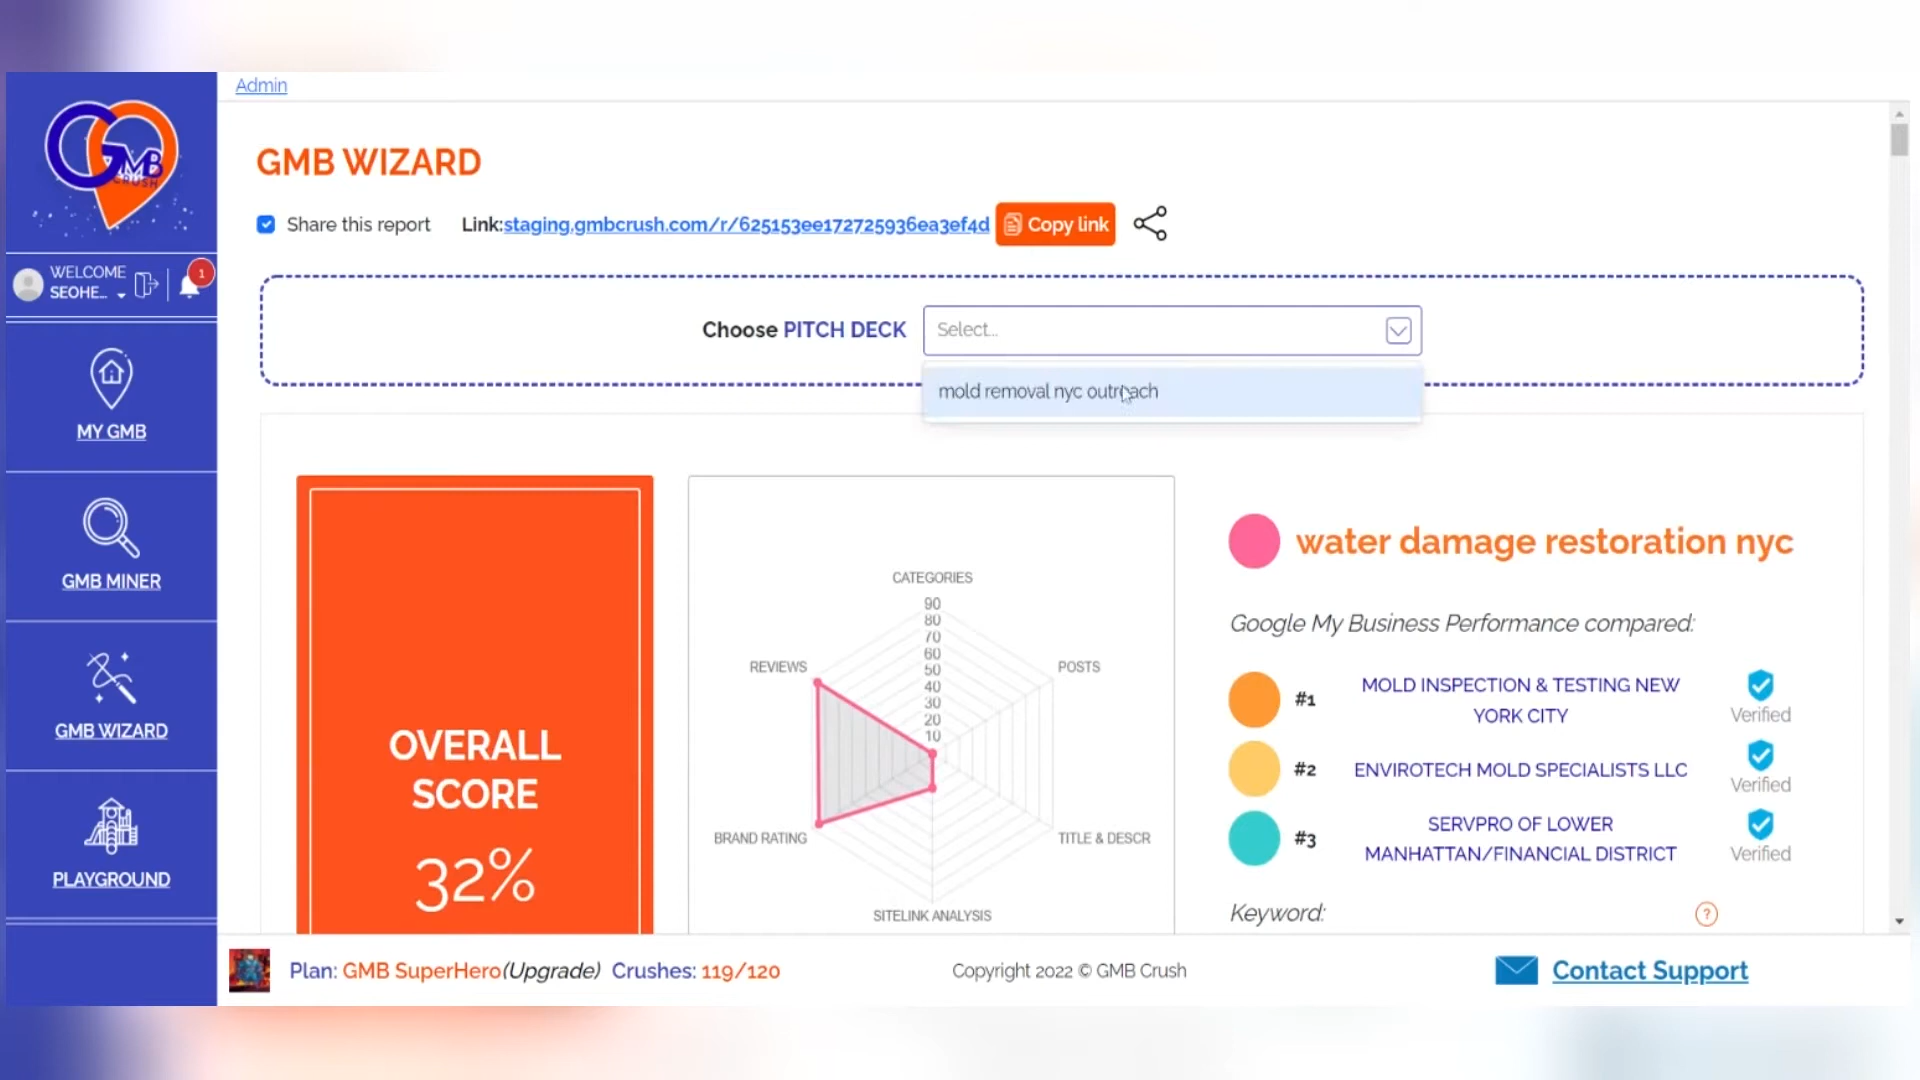 Admin
GMB
CRUSH
WELCOME
SEOHE...
1
MY GMB
GMB MINER
GMB WIZARD
PLAYGROUND
GMB WIZARD
Share this report Link:staging.gmbcrush.com/r/625153ee172725936ea3ef4d Copy link
Choose PITCH DECK Select...
mold removal nyc outreach
OVERALL
SCORE
32%
CATEGORIES
90
80
70
60
50
40
30
20
10
REVIEWS
POSTS
BRAND RATING
TITLE & DESCR
SITELINK ANALYSIS
water damage restoration nyc
Google My Business Performance compared:
#1 MOLD INSPECTION & TESTING NEW
YORK CITY
Verified
#2 ENVIROTECH MOLD SPECIALISTS LLC
Verified
#3 SERVPRO OF LOWER
MANHATTAN/FINANCIAL DISTRICT
Verified
Keyword: ?
Plan: GMB SuperHero(Upgrade) Crushes: 119/120
Copyright 2022 © GMB Crush
Contact Support